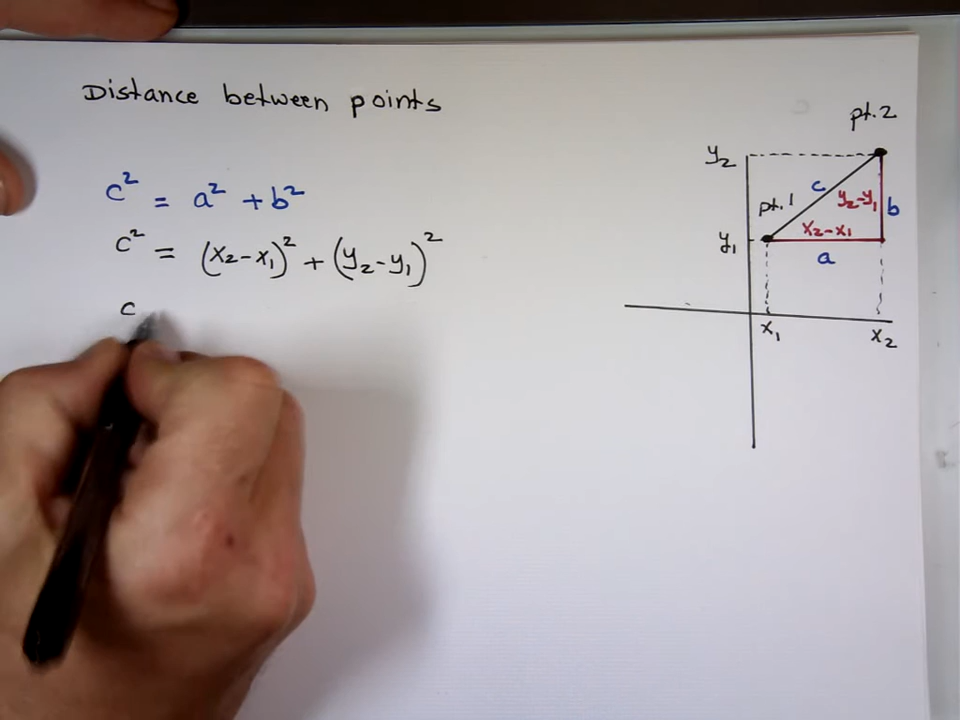 Distance between points
c² = a² + b²
c² = (x₂-x₁)² + (y₂-y₁)²
c
pt.2
y₂
c
y₂-y₁
b
pt.1
x₂-x₁
y₁
a
x₁
x₂